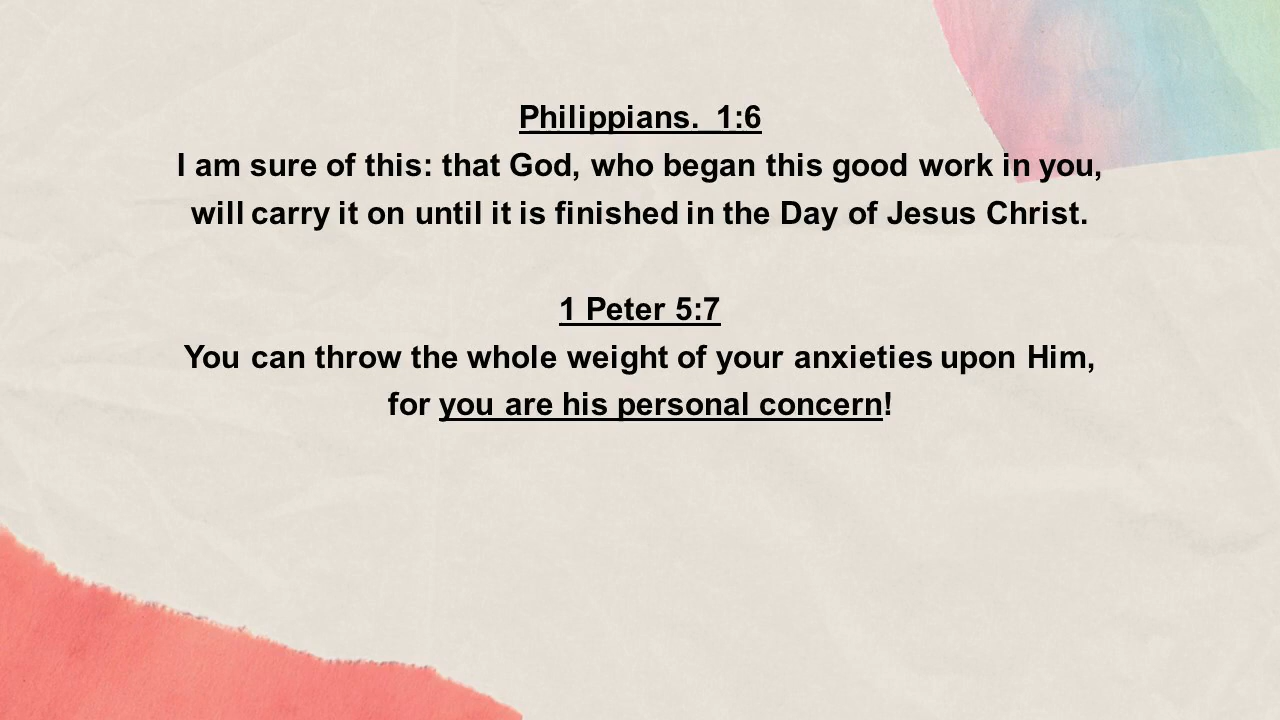 Philippians.  1:6
I am sure of this: that God, who began this good work in you,
will carry it on until it is finished in the Day of Jesus Christ.
1 Peter 5:7
You can throw the whole weight of your anxieties upon Him,
for you are his personal concern!